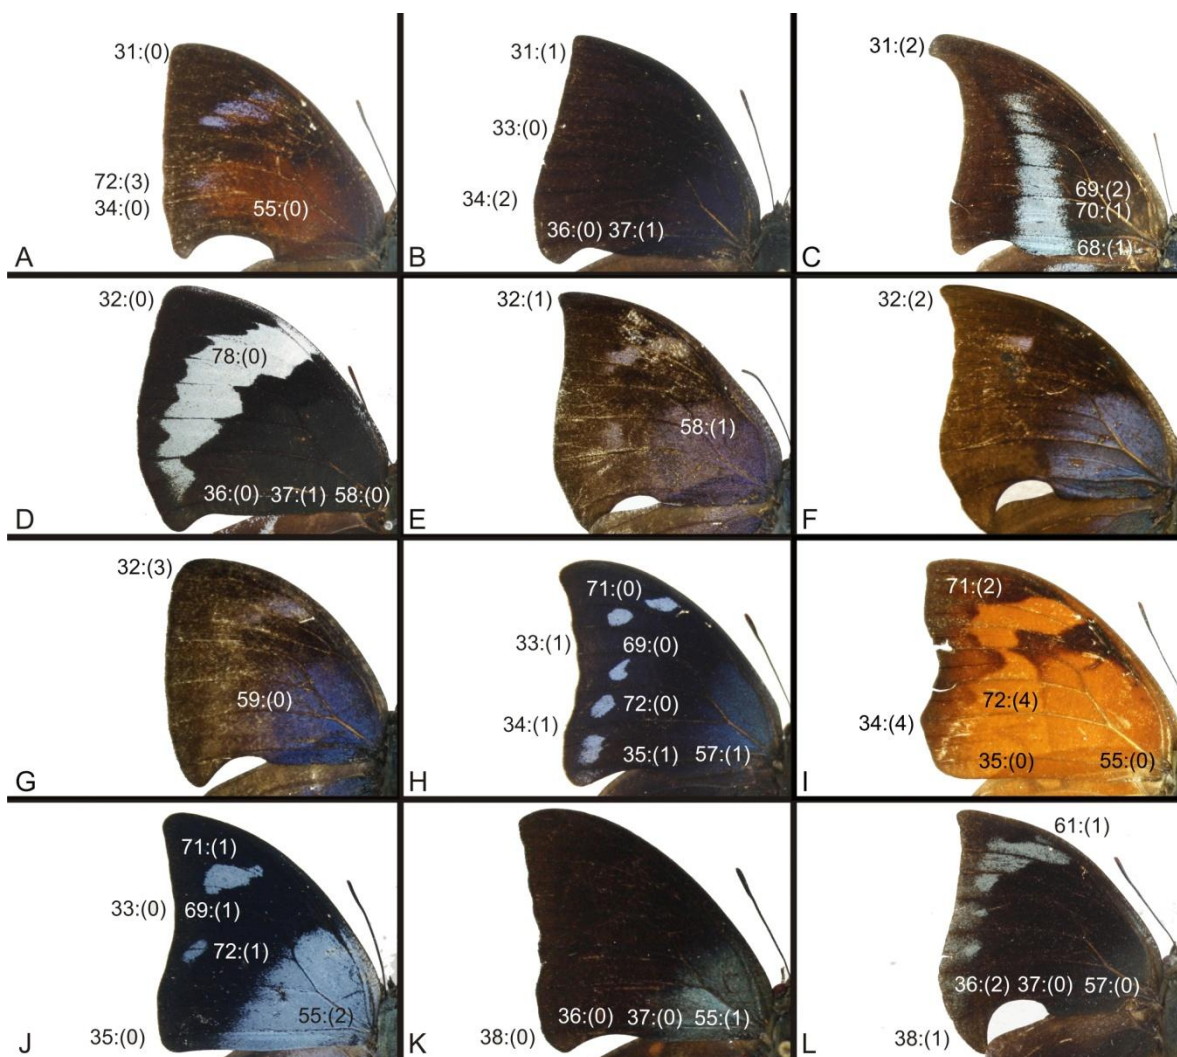 31:(0)
72:(3)
34:(0)
55:(0)
A
31:(1)
33:(0)
34:(2)
36:(0) 37:(1)
B
31:(2)
69:(2)
70:(1)
68:(1)
C
32:(0)
78:(0)
36:(0) 37:(1) 58:(0)
D
32:(1)
58:(1)
E
32:(2)
F
32:(3)
59:(0)
G
71:(0)
33:(1) 69:(0)
72:(0)
34:(1)
35:(1) 57:(1)
H
71:(2)
72:(4)
34:(4)
35:(0) 55:(0)
I
71:(1)
33:(0) 69:(1)
72:(1)
55:(2)
35:(0)
J
36:(0) 37:(0) 55:(1)
38:(0)
K
61:(1)
36:(2) 37:(0) 57:(0)
38:(1)
L